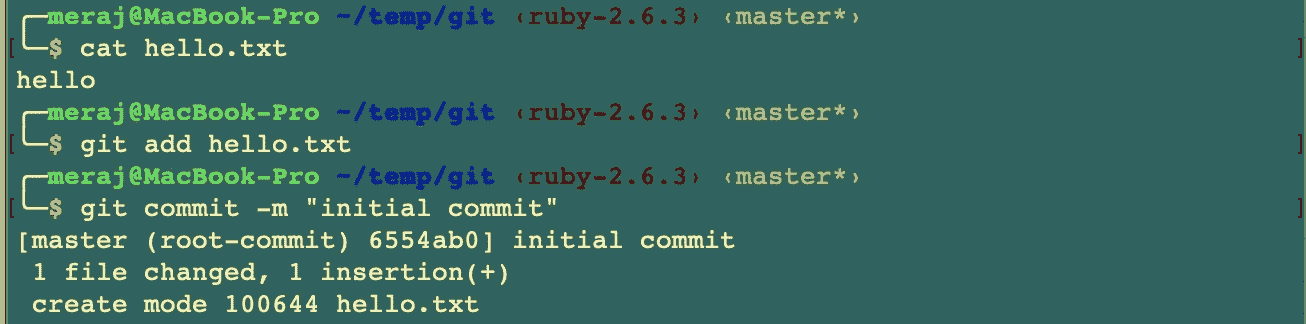 ╭─meraj@MacBook-Pro ~/temp/git ‹ruby-2.6.3› ‹master*›
[╰─$ cat hello.txt ]
hello
╭─meraj@MacBook-Pro ~/temp/git ‹ruby-2.6.3› ‹master*›
[╰─$ git add hello.txt ]
╭─meraj@MacBook-Pro ~/temp/git ‹ruby-2.6.3› ‹master*›
[╰─$ git commit -m "initial commit" ]
[master (root-commit) 6554ab0] initial commit
 1 file changed, 1 insertion(+)
 create mode 100644 hello.txt